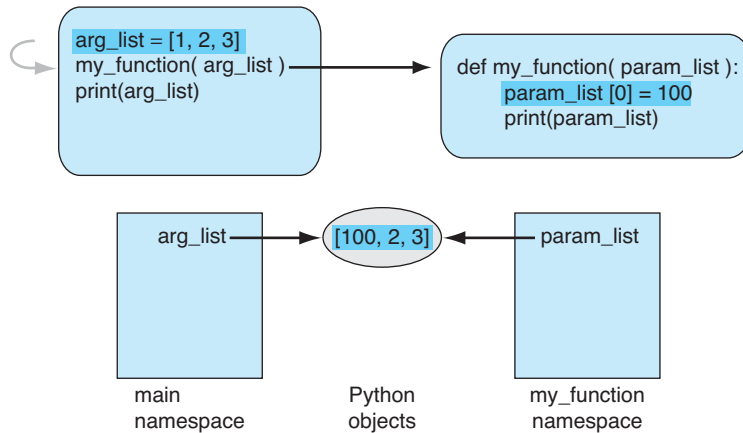 arg_list = [1, 2, 3]
my_function( arg_list )
print(arg_list)
def my_function( param_list ):
param_list [0] = 100
print(param_list)
arg_list
[100, 2, 3]
param_list
main
namespace
Python
objects
my_function
namespace